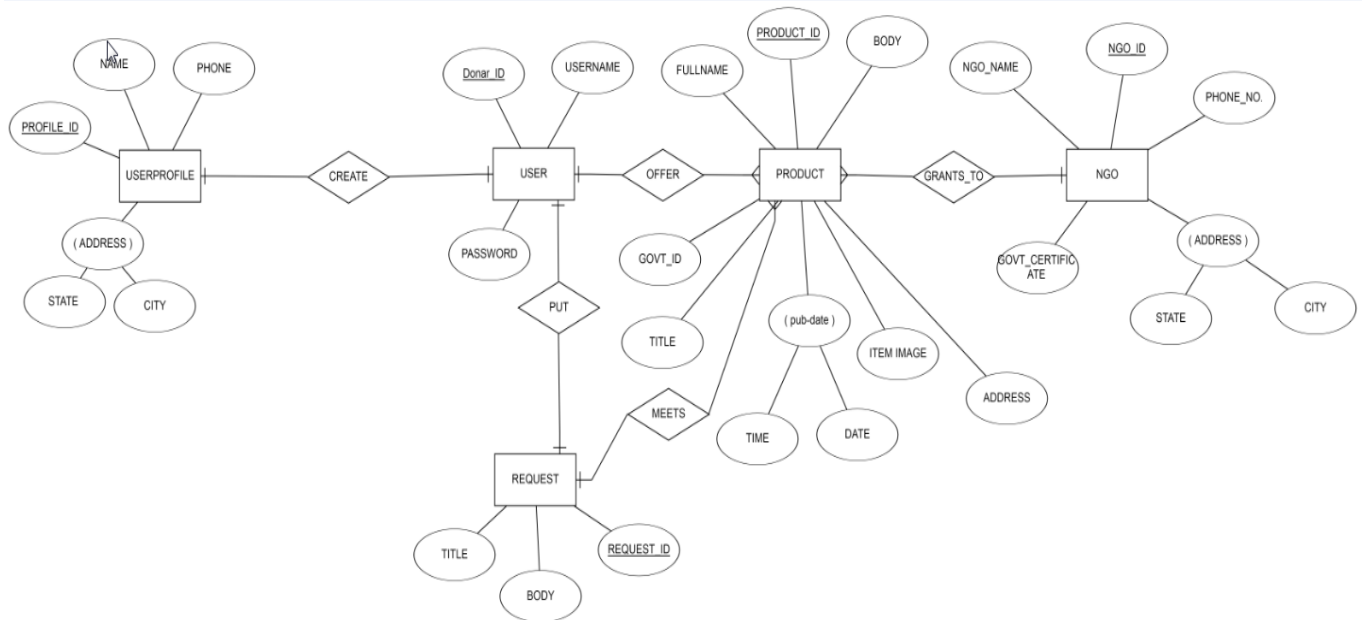 PRODUCT_ID
BODY
NGO_ID
NAME
PHONE
Donar_ID
USERNAME
FULLNAME
NGO_NAME
PHONE_NO.
PROFILE_ID
USERPROFILE
CREATE
USER
OFFER
PRODUCT
GRANTS_TO
NGO
( ADDRESS )
PASSWORD
GOVT_ID
GOVT_CERTIFIC
ATE
( ADDRESS )
STATE
CITY
PUT
TITLE
( pub-date )
ITEM IMAGE
STATE
CITY
MEETS
ADDRESS
TIME
DATE
REQUEST
TITLE
BODY
REQUEST_ID